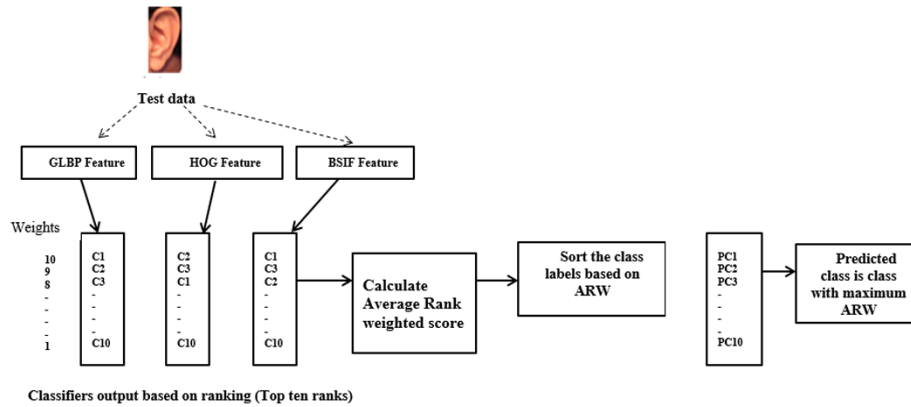 Test data
GLBP Feature
HOG Feature
BSIF Feature
Weights
10
9
8
-
-
-
-
1
C1
C2
C3
-
-
-
-
C10
C2
C3
C1
-
-
-
-
C10
C1
C3
C2
-
-
-
-
C10
Calculate
Average Rank
weighted score
Sort the class
labels based on
ARW
PC1
PC2
PC3
-
-
-
-
PC10
Predicted
class is class
with maximum
ARW
Classifiers output based on ranking (Top ten ranks)